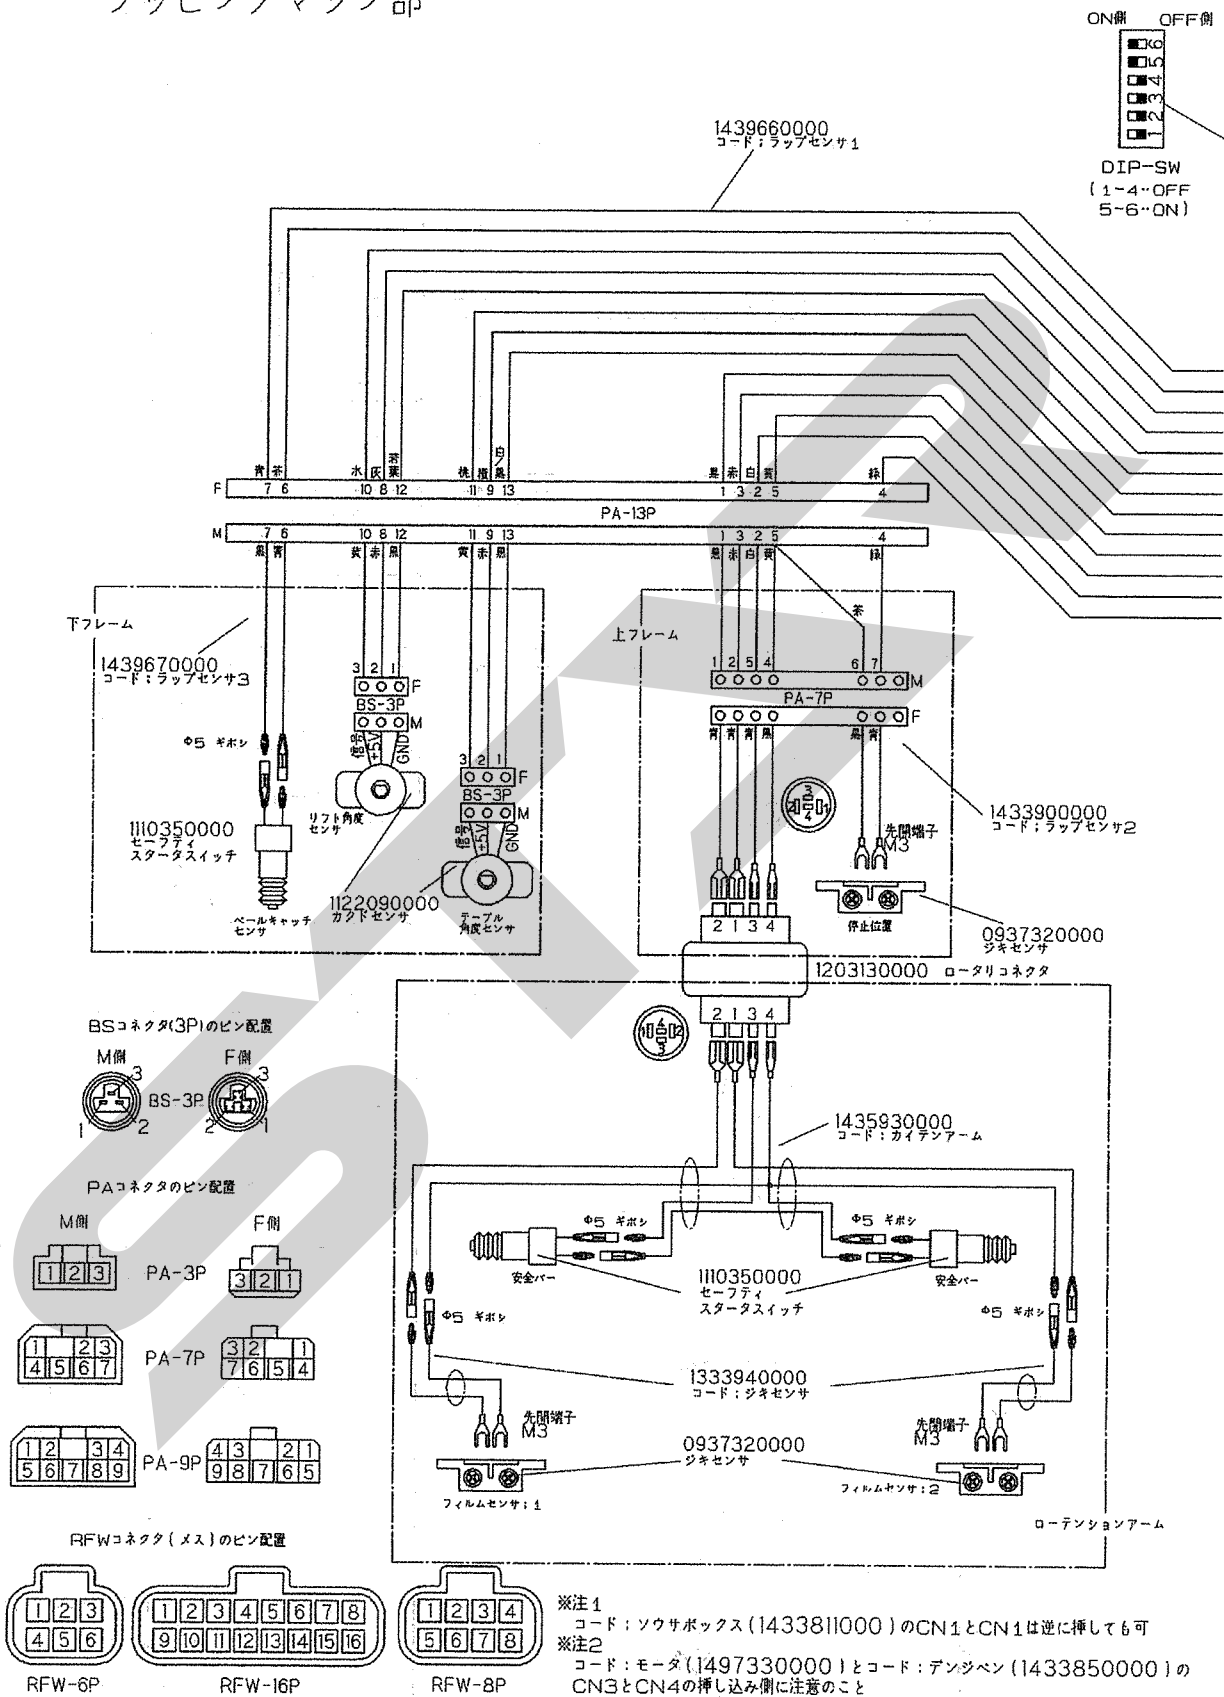 ラッピングマシン部
ON側 OFF側
6
5
4
3
2
1
DIP-SW
(1-4‥OFF
5-6‥ON)
1439660000
コード：ラップセンサ1
青 茶 水 灰 若葉 桃 橙 白/黒 黒 赤 白 黄 緑
F 7 6 10 8 12 11 9 13 1 3 2 5 4
PA-13P
M 7 6 10 8 12 11 9 13 1 3 2 5 4
黒 青 黄 赤 黒 黄 赤 黒 黒 赤 白 黄 緑
下フレーム
1439670000
コード：ラップセンサ3
3 2 1
F
BS-3P
M
信号 +5V GND
リフト角度
センサ
Φ5 ギボシ
1110350000
セーフティ
スタータスイッチ
ベールキャッチ
センサ
3 2 1
F
BS-3P
M
信号 +5V GND
1122090000
カクドセンサ
テーブル
角度センサ
上フレーム
茶
1 2 5 4 6 7
M
PA-7P
F
青 青 青 黒 黒 青
3
2 1
4
1433900000
コード：ラップセンサ2
先開端子
M3
停止位置
0937320000
ジキセンサ
2 1 3 4
1203130000 ロータリコネクタ
2 1 3 4
4
1 2
3
BSコネクタ(3P)のピン配置
M側 F側
3 3
BS-3P
1 2 2 1
1435930000
コード：カイテンアーム
PAコネクタのピン配置
M側 F側
1 2 3
PA-3P
3 2 1
1 2 3
4 5 6 7
PA-7P
3 2 1
7 6 5 4
1 2 3 4
5 6 7 8 9
PA-9P
4 3 2 1
9 8 7 6 5
Φ5 ギボシ
Φ5 ギボシ
安全バー
安全バー
1110350000
セーフティ
スタータスイッチ
Φ5 ギボシ
Φ5 ギボシ
1333940000
コード：ジキセンサ
先開端子
M3
先開端子
M3
0937320000
ジキセンサ
フィルムセンサ：1
フィルムセンサ：2
ローテンションアーム
RFWコネクタ(メス)のピン配置
1 2 3
4 5 6
RFW-6P
1 2 3 4 5 6 7 8
9 10 11 12 13 14 15 16
RFW-16P
1 2 3 4
5 6 7 8
RFW-8P
※注1
コード：ソウサボックス(1433811000)のCN1とCN1は逆に挿しても可
※注2
コード：モータ(1497330000)とコード：デンジベン(1433850000)の
CN3とCN4の挿し込み側に注意のこと